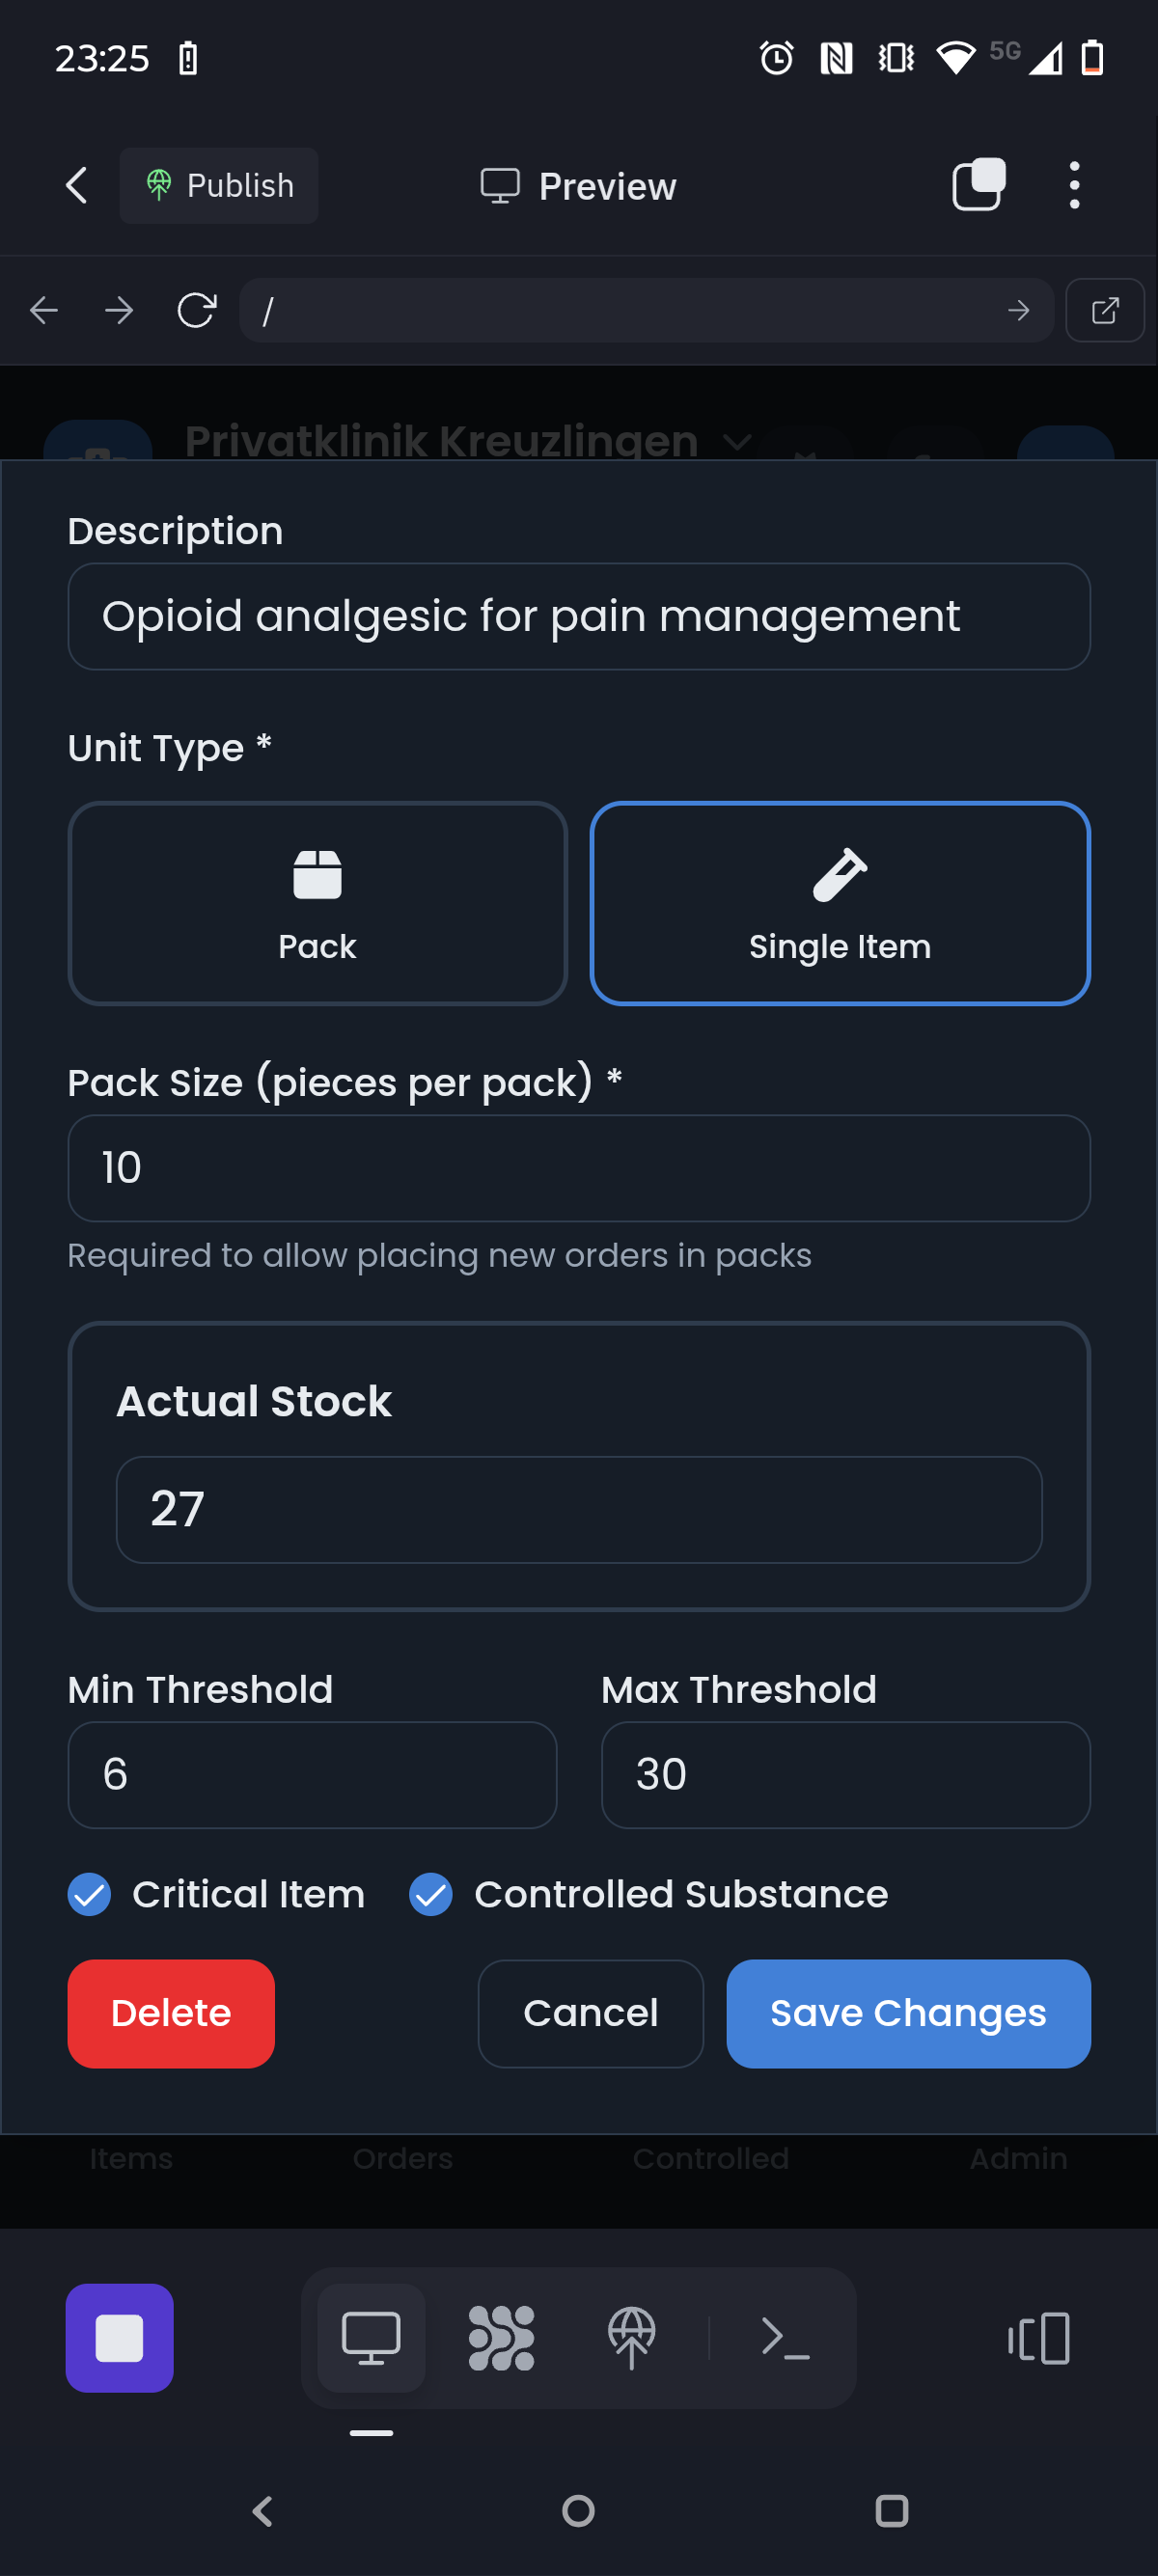 23:25
5G
Publish
Preview
/
Privatklinik Kreuzlingen
Description
Opioid analgesic for pain management
Unit Type *
Pack
Single Item
Pack Size (pieces per pack) *
10
Required to allow placing new orders in packs
Actual Stock
27
Min Threshold
Max Threshold
6
30
Critical Item
Controlled Substance
Delete
Cancel
Save Changes
Items
Orders
Controlled
Admin